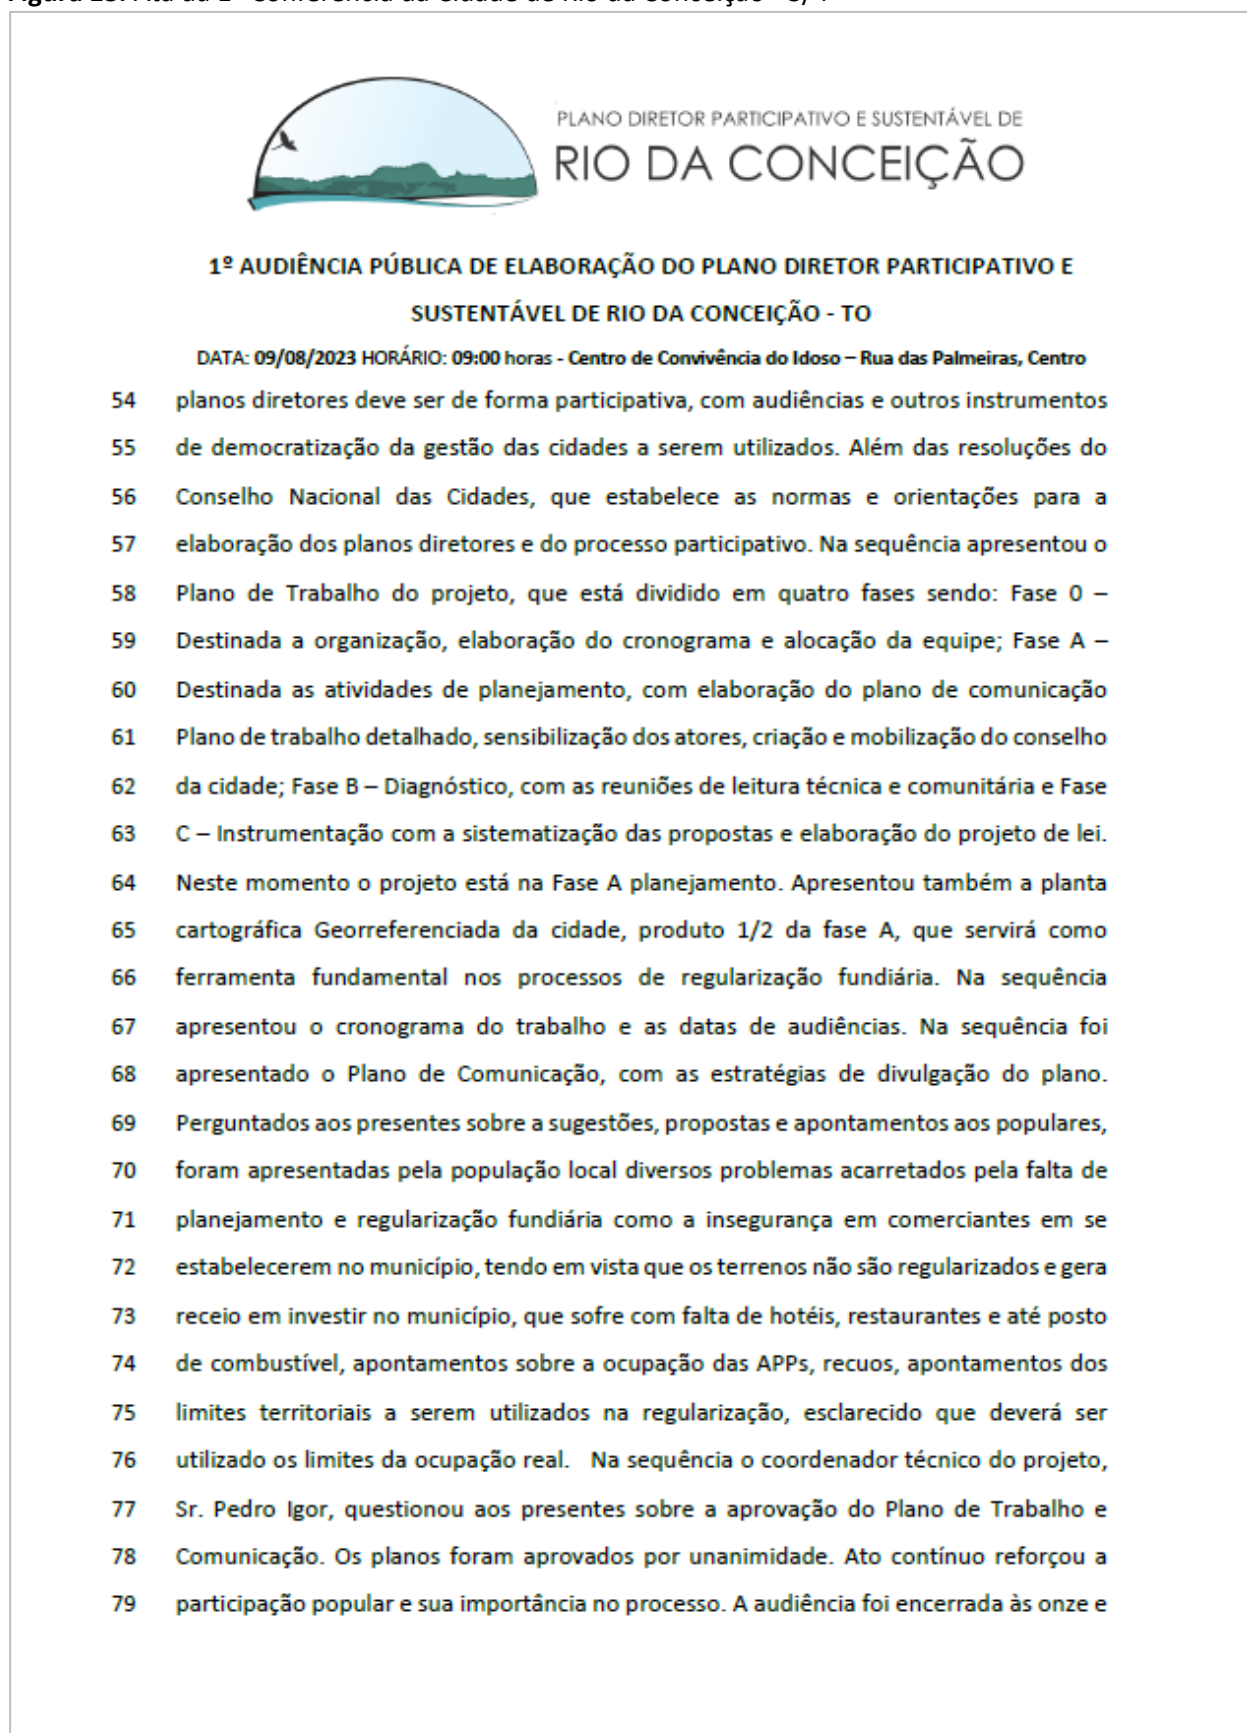 PLANO DIRETOR PARTICIPATIVO E SUSTENTÁVEL DE
RIO DA CONCEIÇÃO
1º AUDIÊNCIA PÚBLICA DE ELABORAÇÃO DO PLANO DIRETOR PARTICIPATIVO E
SUSTENTÁVEL DE RIO DA CONCEIÇÃO - TO
DATA: 09/08/2023 HORÁRIO: 09:00 horas - Centro de Convivência do Idoso – Rua das Palmeiras, Centro
54 planos diretores deve ser de forma participativa, com audiências e outros instrumentos
55 de democratização da gestão das cidades a serem utilizados. Além das resoluções do
56 Conselho Nacional das Cidades, que estabelece as normas e orientações para a
57 elaboração dos planos diretores e do processo participativo. Na sequência apresentou o
58 Plano de Trabalho do projeto, que está dividido em quatro fases sendo: Fase 0 –
59 Destinada a organização, elaboração do cronograma e alocação da equipe; Fase A –
60 Destinada as atividades de planejamento, com elaboração do plano de comunicação
61 Plano de trabalho detalhado, sensibilização dos atores, criação e mobilização do conselho
62 da cidade; Fase B – Diagnóstico, com as reuniões de leitura técnica e comunitária e Fase
63 C – Instrumentação com a sistematização das propostas e elaboração do projeto de lei.
64 Neste momento o projeto está na Fase A planejamento. Apresentou também a planta
65 cartográfica Georreferenciada da cidade, produto 1/2 da fase A, que servirá como
66 ferramenta fundamental nos processos de regularização fundiária. Na sequência
67 apresentou o cronograma do trabalho e as datas de audiências. Na sequência foi
68 apresentado o Plano de Comunicação, com as estratégias de divulgação do plano.
69 Perguntados aos presentes sobre a sugestões, propostas e apontamentos aos populares,
70 foram apresentadas pela população local diversos problemas acarretados pela falta de
71 planejamento e regularização fundiária como a insegurança em comerciantes em se
72 estabelecerem no município, tendo em vista que os terrenos não são regularizados e gera
73 receio em investir no município, que sofre com falta de hotéis, restaurantes e até posto
74 de combustível, apontamentos sobre a ocupação das APPs, recuos, apontamentos dos
75 limites territoriais a serem utilizados na regularização, esclarecido que deverá ser
76 utilizado os limites da ocupação real. Na sequência o coordenador técnico do projeto,
77 Sr. Pedro Igor, questionou aos presentes sobre a aprovação do Plano de Trabalho e
78 Comunicação. Os planos foram aprovados por unanimidade. Ato contínuo reforçou a
79 participação popular e sua importância no processo. A audiência foi encerrada às onze e